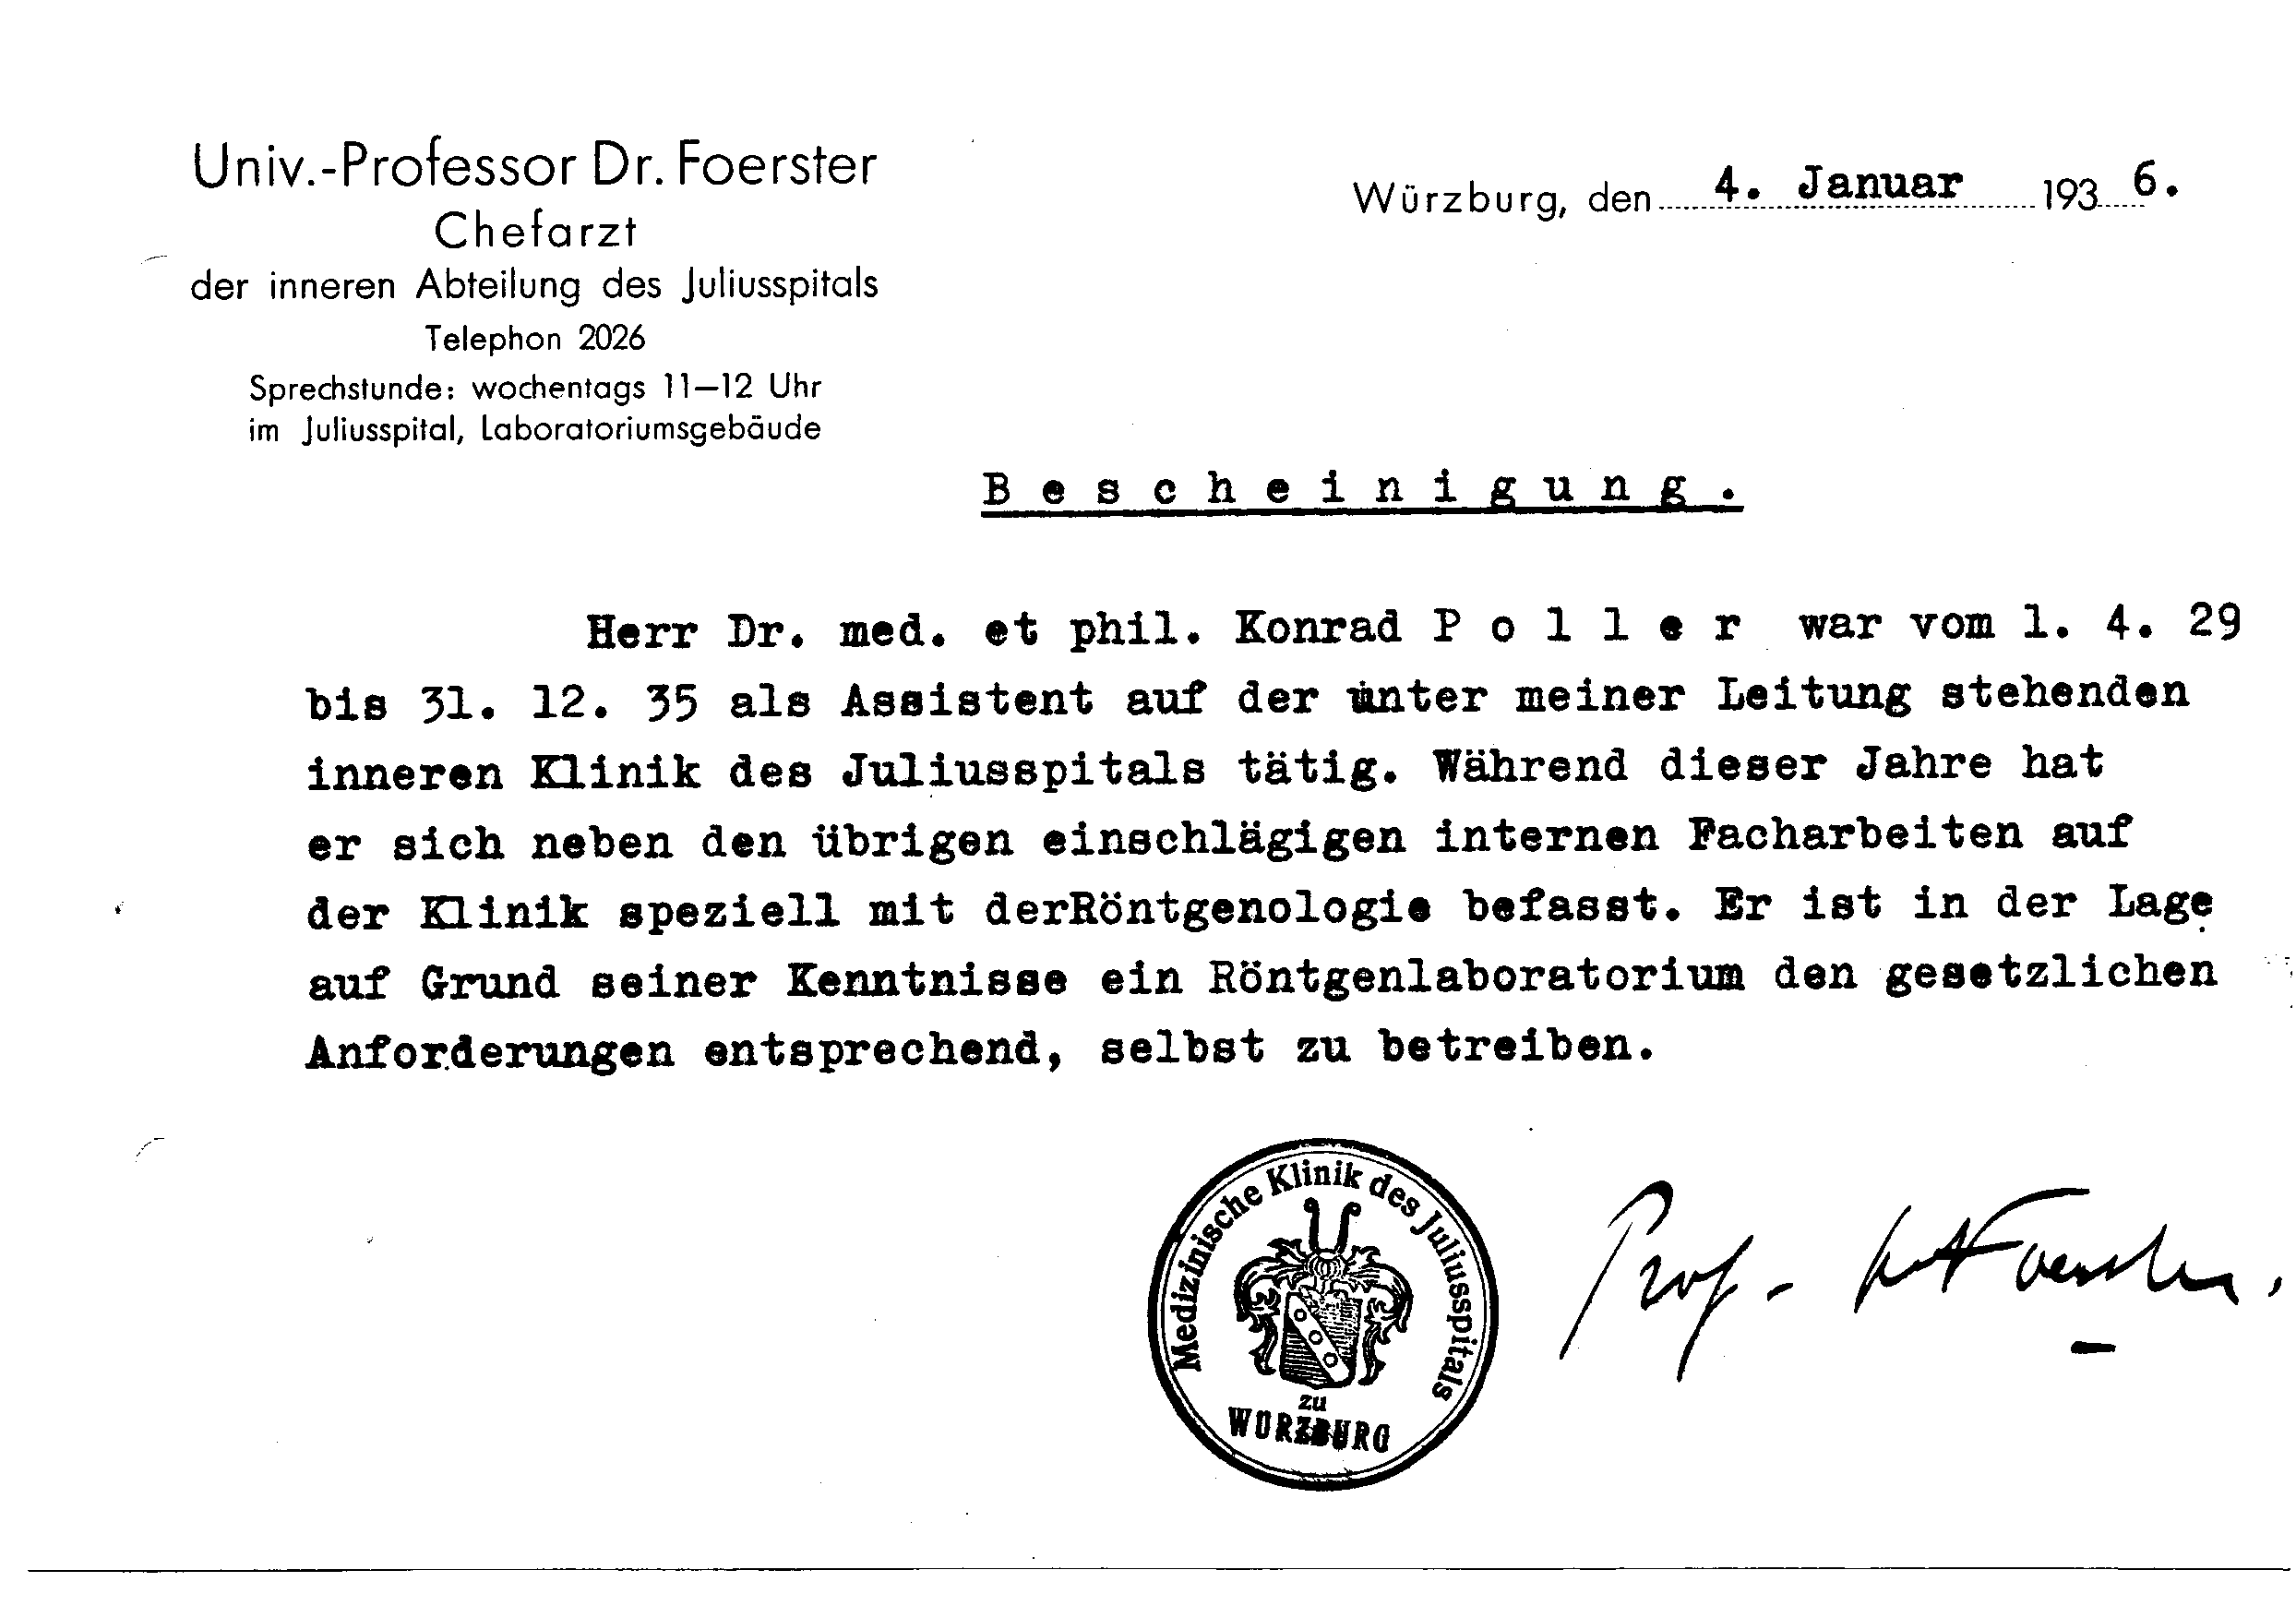 Univ.-Professor Dr. Foerster
Chefarzt
der inneren Abteilung des Juliusspitals
Telephon 2026
Sprechstunde: wochentags 11—12 Uhr
im Juliusspital, Laboratoriumsgebäude
Würzburg, den 4. Januar 1936.
Bescheinigung.
Herr Dr. med. et phil. Konrad Poller war vom 1. 4. 29
bis 31. 12. 35 als Assistent auf der unter meiner Leitung stehenden
inneren Klinik des Juliusspitals tätig. Während dieser Jahre hat
er sich neben den übrigen einschlägigen internen Facharbeiten auf
der Klinik speziell mit derRöntgenologie befasst. Er ist in der Lage
auf Grund seiner Kenntnisse ein Röntgenlaboratorium den gesetzlichen
Anforderungen entsprechend, selbst zu betreiben.
Medizinische Klinik des Juliusspitals
zu
WÜRZBURG
Prof. Foerster.